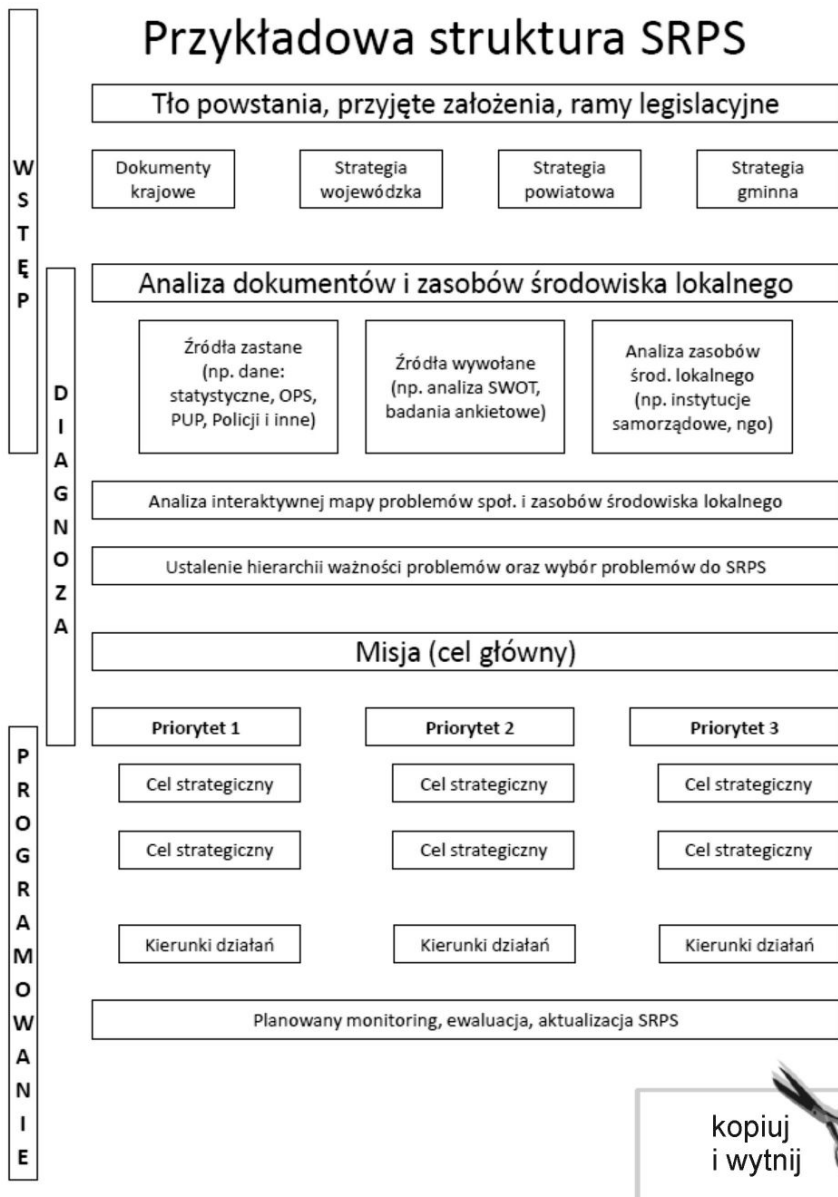 Przykładowa struktura SRPS
Tło powstania, przyjęte założenia, ramy legislacyjne
WSTĘP
Dokumenty
krajowe
Strategia
wojewódzka
Strategia
powiatowa
Strategia
gminna
Analiza dokumentów i zasobów środowiska lokalnego
DIAGNOZA
Źródła zastane
(np. dane:
statystyczne, OPS,
PUP, Policji i inne)
Źródła wywołane
(np. analiza SWOT,
badania ankietowe)
Analiza zasobów
środ. lokalnego
(np. instytucje
samorządowe, ngo)
Analiza interaktywnej mapy problemów społ. i zasobów środowiska lokalnego
Ustalenie hierarchii ważności problemów oraz wybór problemów do SRPS
Misja (cel główny)
PROGRAMOWANIE
Priorytet 1
Priorytet 2
Priorytet 3
Cel strategiczny
Cel strategiczny
Cel strategiczny
Cel strategiczny
Cel strategiczny
Cel strategiczny
Kierunki działań
Kierunki działań
Kierunki działań
Planowany monitoring, ewaluacja, aktualizacja SRPS
kopiuj
i wytnij